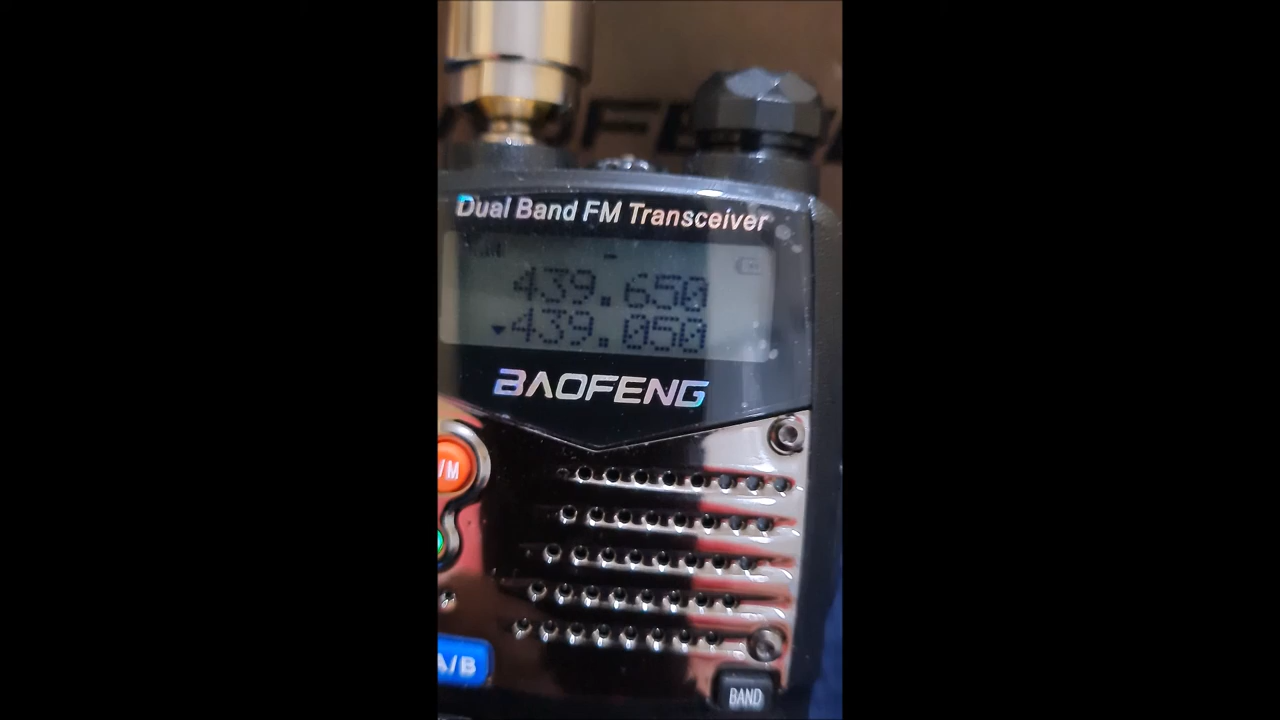 Dual Band FM Transceiver
439.650
439.050
BAOFENG
/M
A/B
BAND